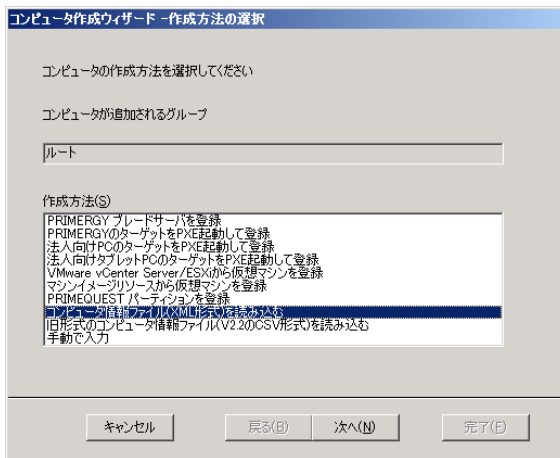 コンピュータ作成ウィザード -作成方法の選択
コンピュータの作成方法を選択してください
コンピュータが追加されるグループ
ルート
作成方法(S)
PRIMERGY ブレードサーバを登録
PRIMERGYのターゲットをPXE起動して登録
法人向けPCのターゲットをPXE起動して登録
法人向けタブレットPCのターゲットをPXE起動して登録
VMware vCenter Server/ESXiから仮想マシンを登録
マシンイメージリソースから仮想マシンを登録
PRIMEQUEST パーティションを登録
コンピュータ情報ファイル(XML形式)を読み込む
旧形式のコンピュータ情報ファイル(V2.2のCSV形式)を読み込む
手動で入力
キャンセル 戻る(B) 次へ(N) 完了(F)